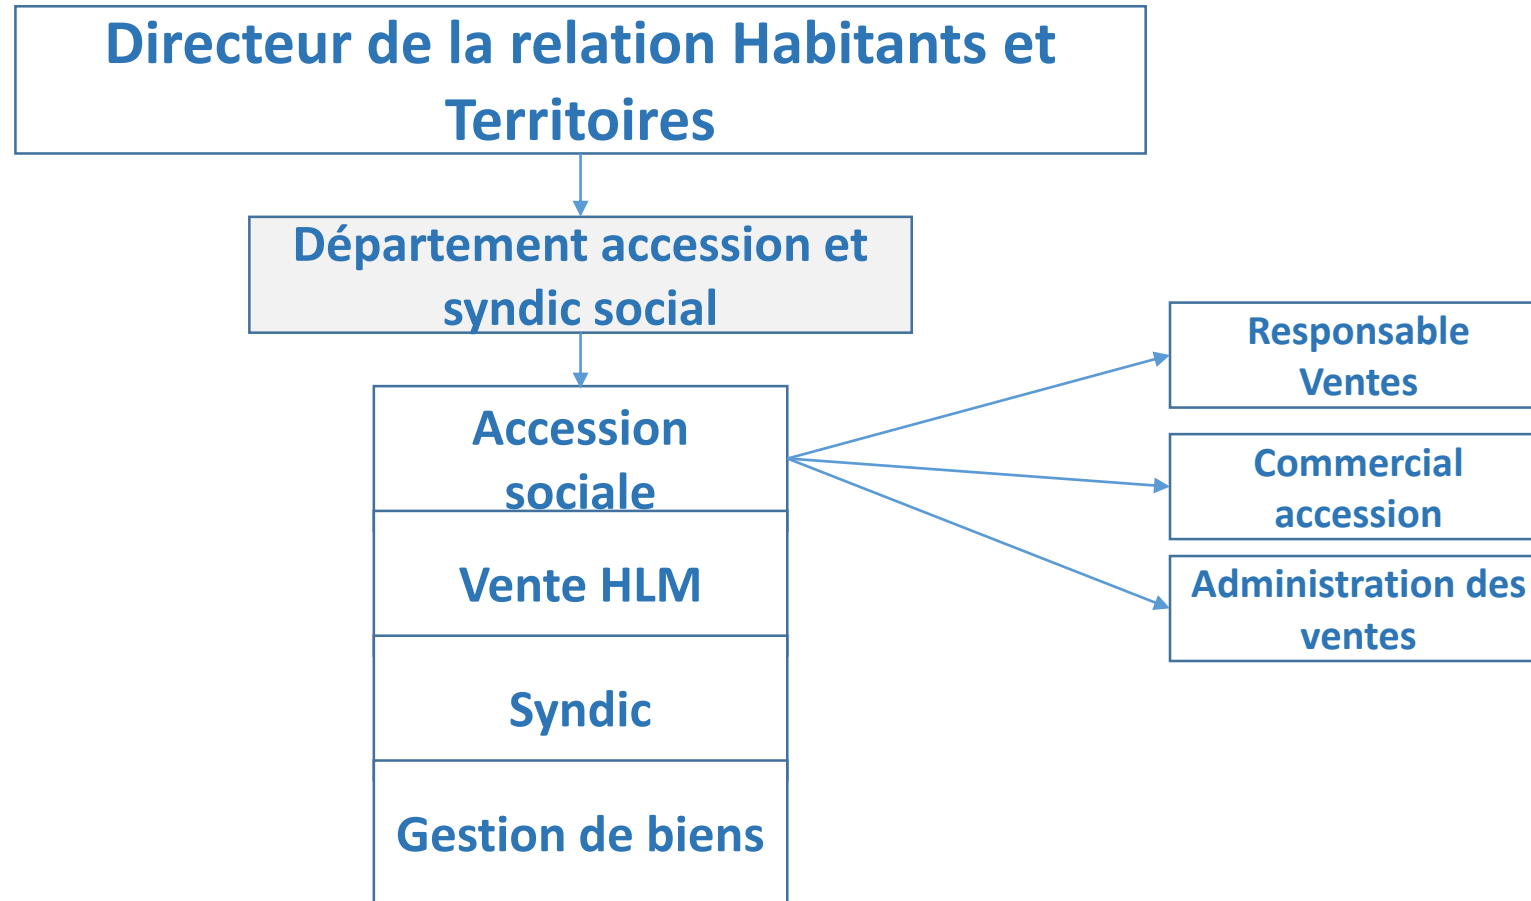 Directeur de la relation Habitants et
Territoires
Département accession et
syndic social
Accession
sociale
Vente HLM
Syndic
Gestion de biens
Responsable
Ventes
Commercial
accession
Administration des
ventes